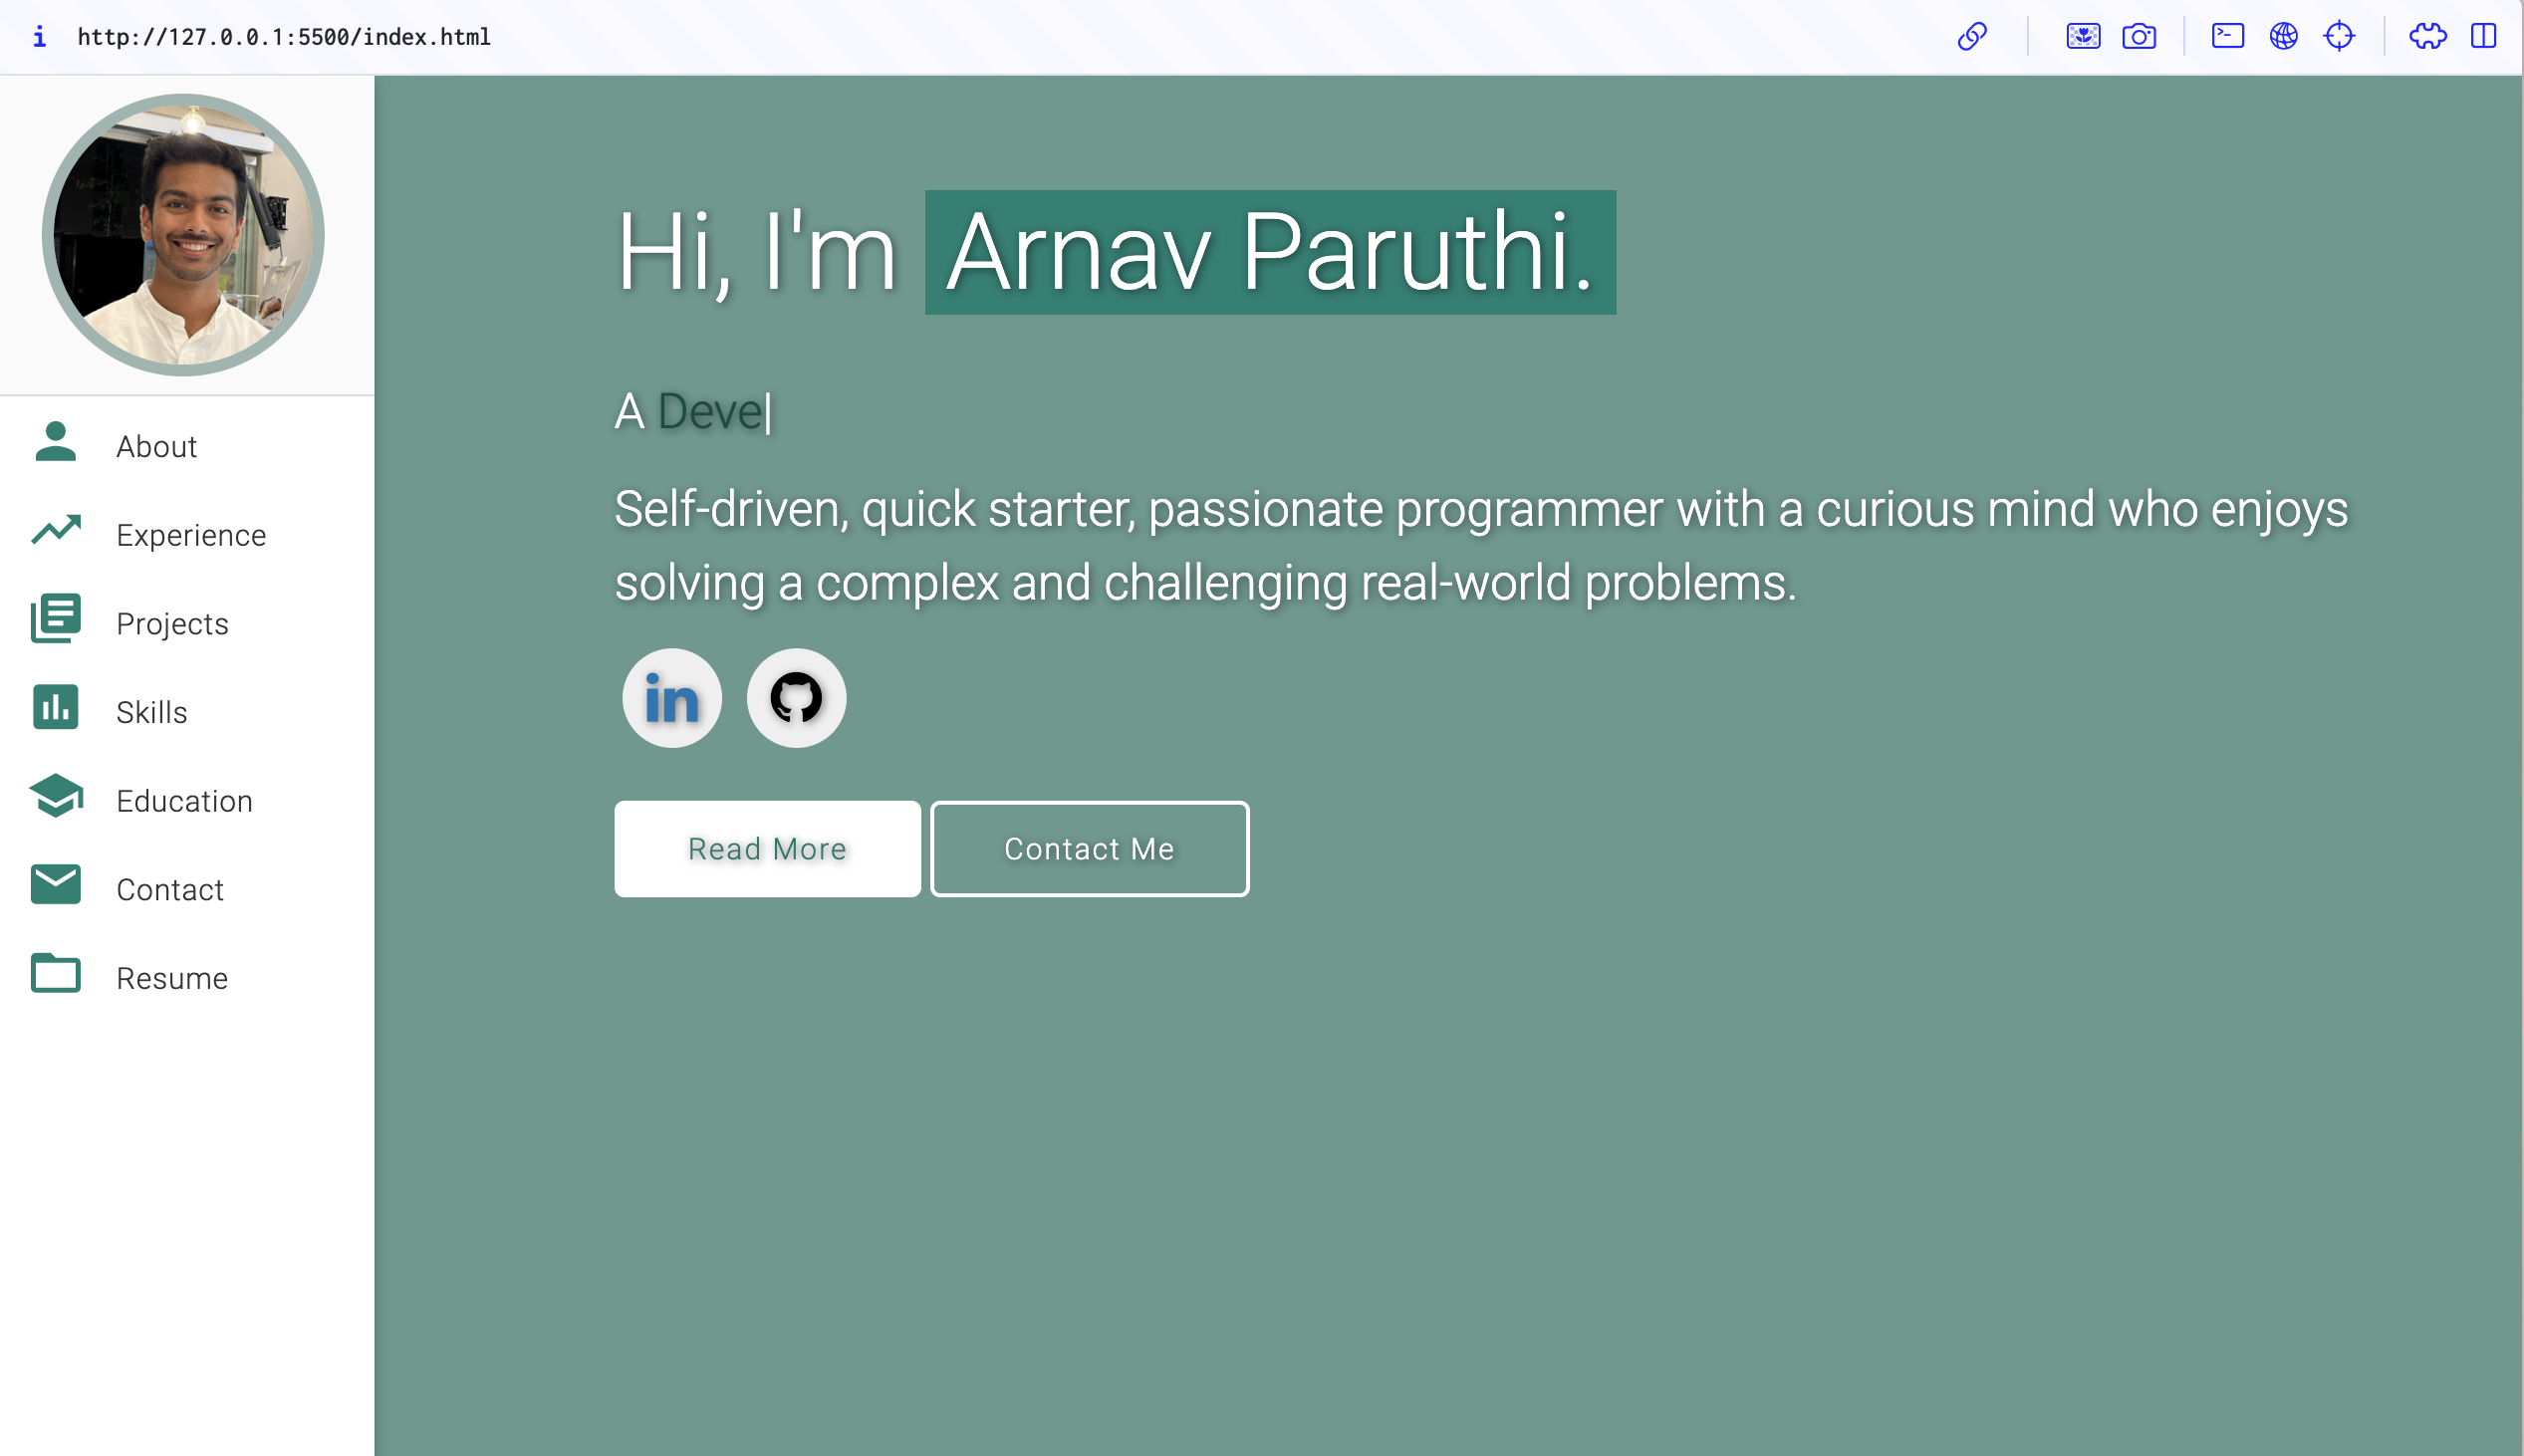 http://127.0.0.1:5500/index.html
Hi, I'm Arnav Paruthi.
A Deve|
Self-driven, quick starter, passionate programmer with a curious mind who enjoys
solving a complex and challenging real-world problems.
in
Read More
Contact Me
About
Experience
Projects
Skills
Education
Contact
Resume